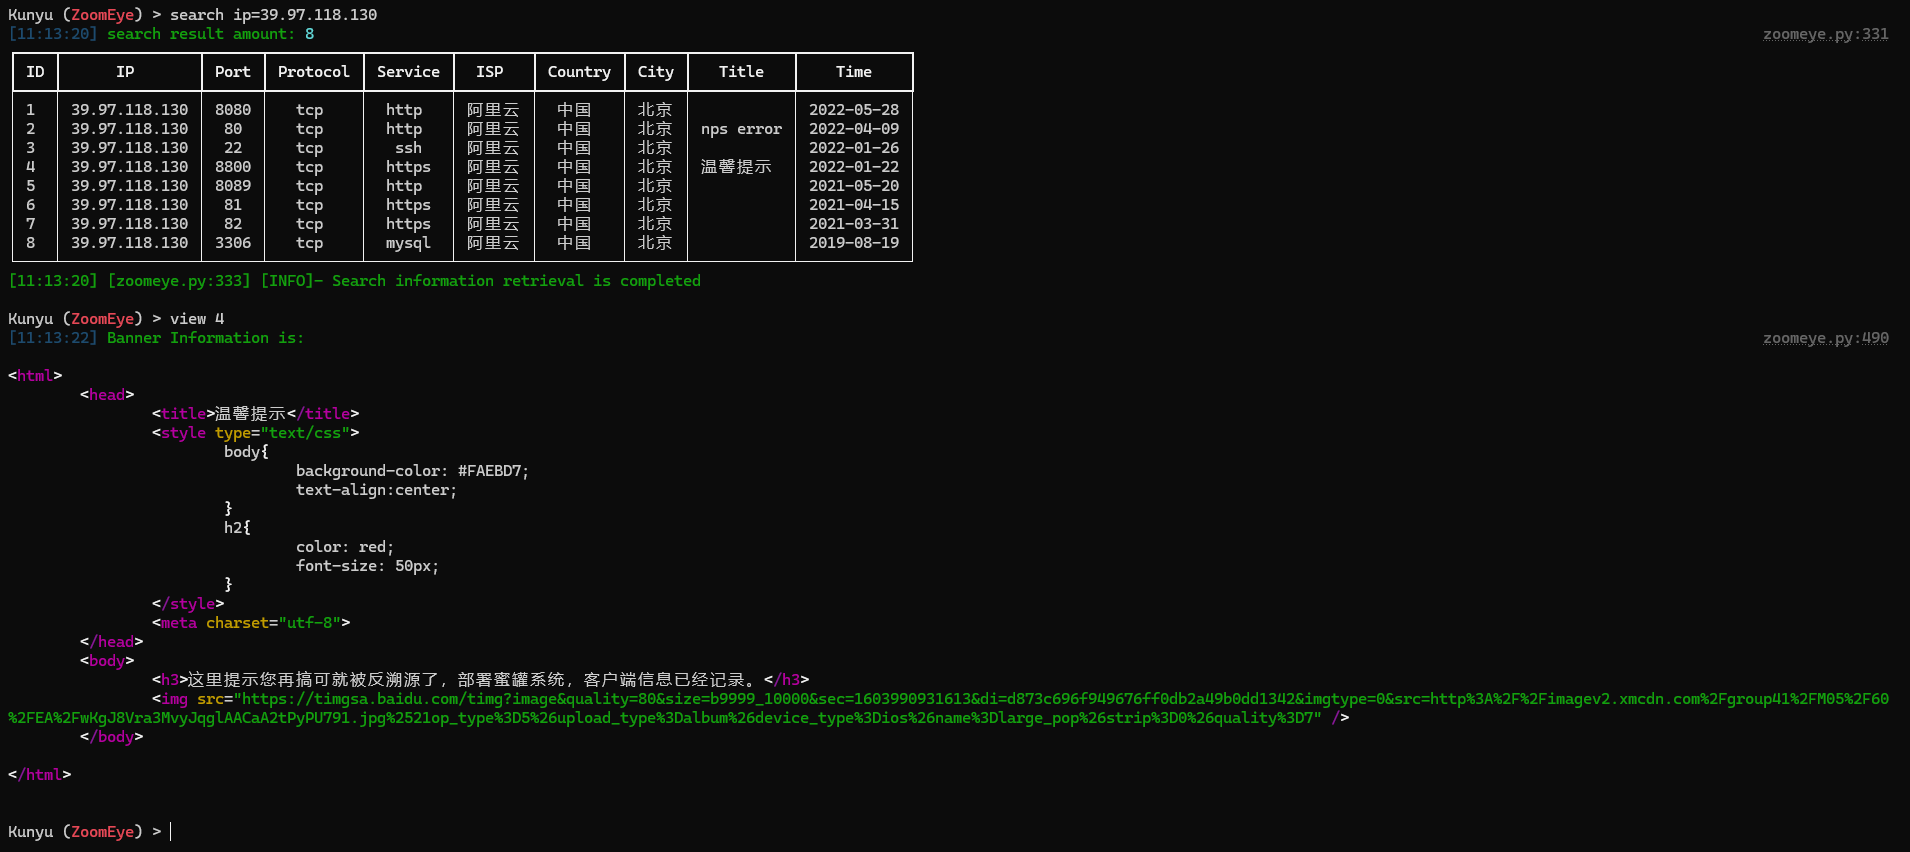 Kunyu (ZoomEye) > search ip=39.97.118.130
[11:13:20] search result amount: 8 zoomeye.py:331
ID IP Port Protocol Service ISP Country City Title Time
1 39.97.118.130 8080 tcp http 阿里云 中国 北京 2022-05-28
2 39.97.118.130 80 tcp http 阿里云 中国 北京 nps error 2022-04-09
3 39.97.118.130 22 tcp ssh 阿里云 中国 北京 2022-01-26
4 39.97.118.130 8800 tcp https 阿里云 中国 北京 温馨提示 2022-01-22
5 39.97.118.130 8089 tcp http 阿里云 中国 北京 2021-05-20
6 39.97.118.130 81 tcp https 阿里云 中国 北京 2021-04-15
7 39.97.118.130 82 tcp https 阿里云 中国 北京 2021-03-31
8 39.97.118.130 3306 tcp mysql 阿里云 中国 北京 2019-08-19
[11:13:20] [zoomeye.py:333] [INFO]- Search information retrieval is completed
Kunyu (ZoomEye) > view 4
[11:13:22] Banner Information is: zoomeye.py:490
<html>
<head>
<title>温馨提示</title>
<style type="text/css">
body{
background-color: #FAEBD7;
text-align:center;
}
h2{
color: red;
font-size: 50px;
}
</style>
<meta charset="utf-8">
</head>
<body>
<h3>这里提示您再搞可就被反溯源了，部署蜜罐系统，客户端信息已经记录。</h3>
<img src="https://timgsa.baidu.com/timg?image&quality=80&size=b9999_10000&sec=1603990931613&di=d873c696f949676ff0db2a49b0dd1342&imgtype=0&src=http%3A%2F%2Fimagev2.xmcdn.com%2Fgroup41%2FM05%2F60
%2FEA%2FwKgJ8Vra3MvyJqglAACaA2tPyPU791.jpg%2521op_type%3D5%26upload_type%3Dalbum%26device_type%3Dios%26name%3Dlarge_pop%26strip%3D0%26quality%3D7" />
</body>
</html>
Kunyu (ZoomEye) >